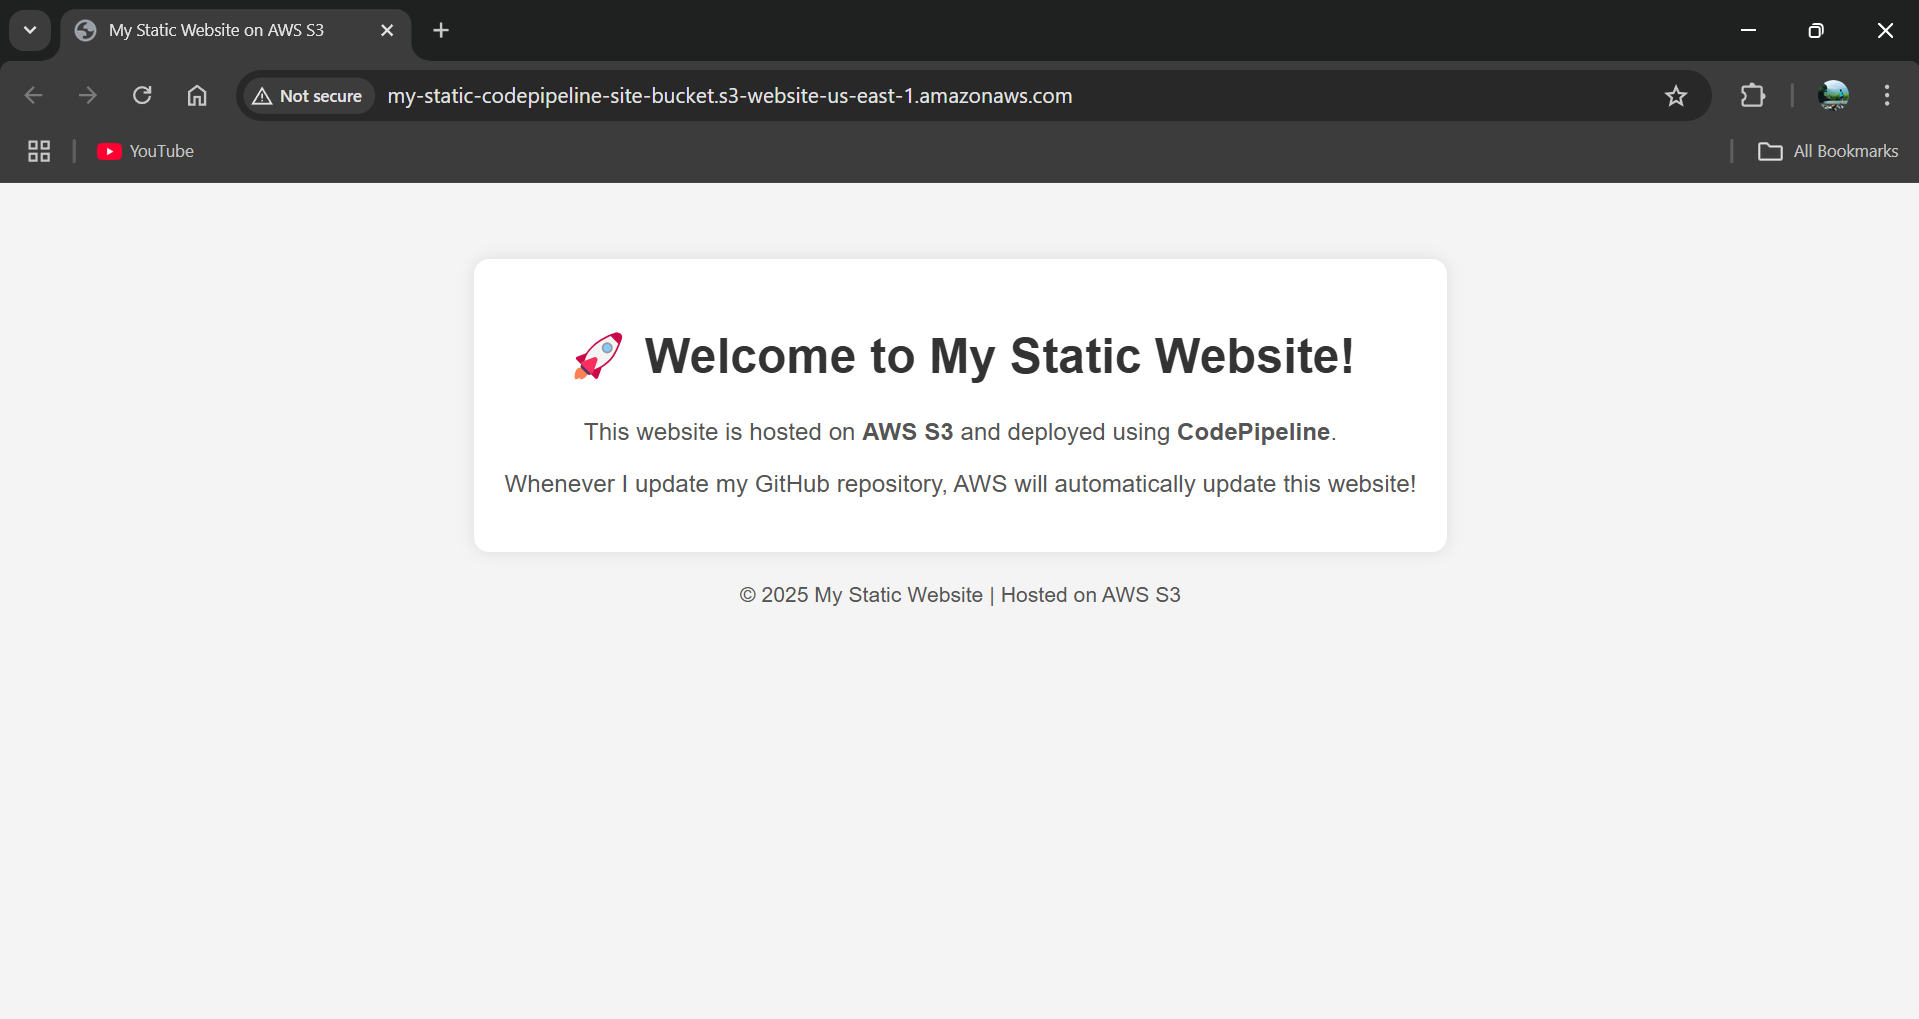 My Static Website on AWS S3
Not secure
my-static-codepipeline-site-bucket.s3-website-us-east-1.amazonaws.com
YouTube
All Bookmarks
🚀 Welcome to My Static Website!
This website is hosted on AWS S3 and deployed using CodePipeline.
Whenever I update my GitHub repository, AWS will automatically update this website!
© 2025 My Static Website | Hosted on AWS S3